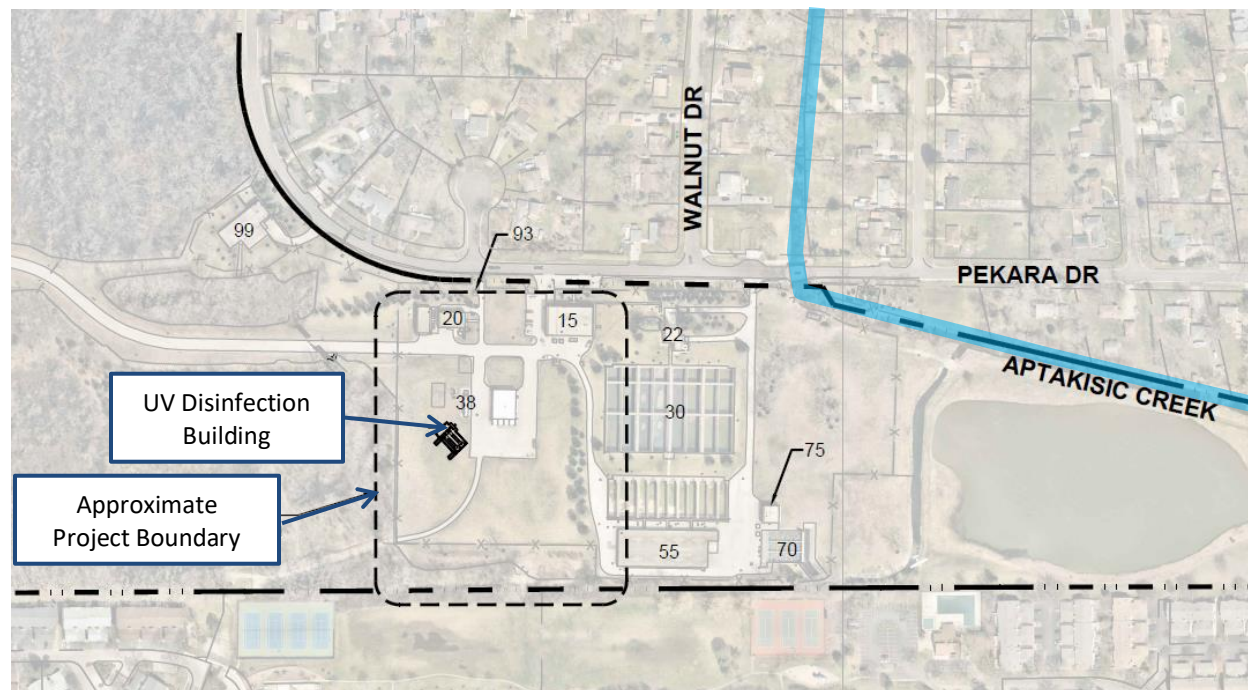 WALNUT DR
93
99
PEKARA DR
20
15
22
APTAKISIC CREEK
UV Disinfection
Building
38
30
75
Approximate
Project Boundary
55
70